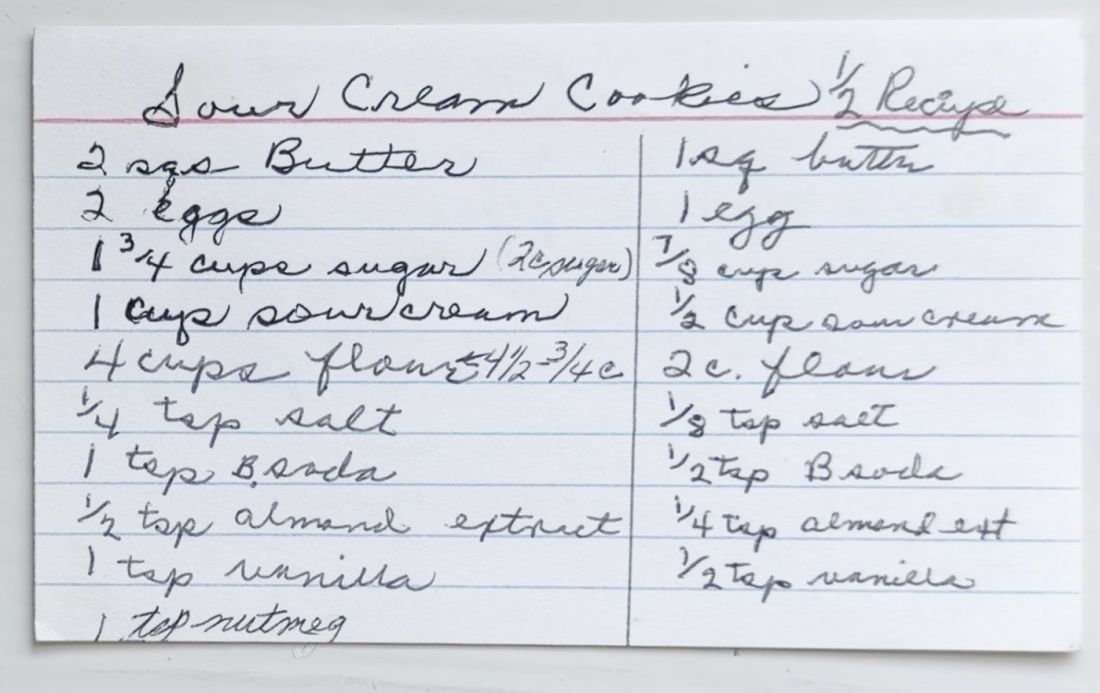 Sour Cream Cookies ½ Recipe
2 sqs Butter
2 eggs
1 ¾ cups sugar (2c sugar)
1 cup sour cream
4 cups flour 4½-¾ c
¼ tsp salt
1 tsp B. soda
½ tsp almond extract
1 tsp vanilla
1 tsp nutmeg
1 sq butter
1 egg
⅞ cup sugar
½ cup sour cream
2 c. flour
⅛ tsp salt
½ tsp B soda
¼ tsp almond ext
½ tsp vanilla